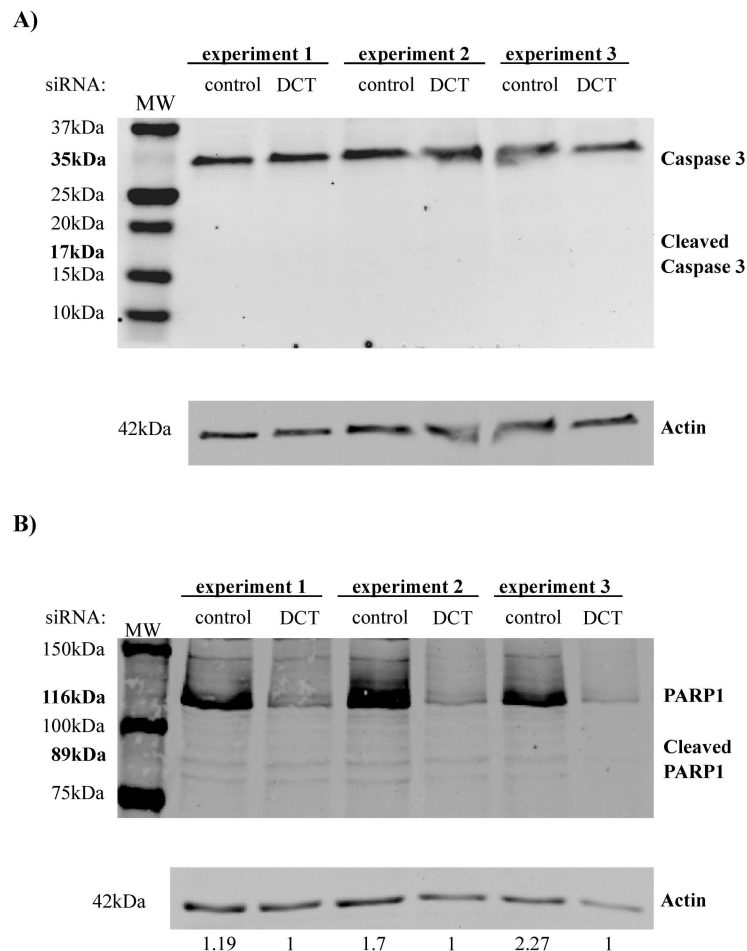 A)
experiment 1 experiment 2 experiment 3
siRNA: control DCT control DCT control DCT
MW
37kDa
35kDa Caspase 3
25kDa
20kDa
17kDa Cleaved
15kDa Caspase 3
10kDa
42kDa Actin
B)
experiment 1 experiment 2 experiment 3
siRNA: control DCT control DCT control DCT
MW
150kDa
116kDa PARP1
100kDa
89kDa Cleaved
PARP1
75kDa
42kDa Actin
1.19 1 1.7 1 2.27 1